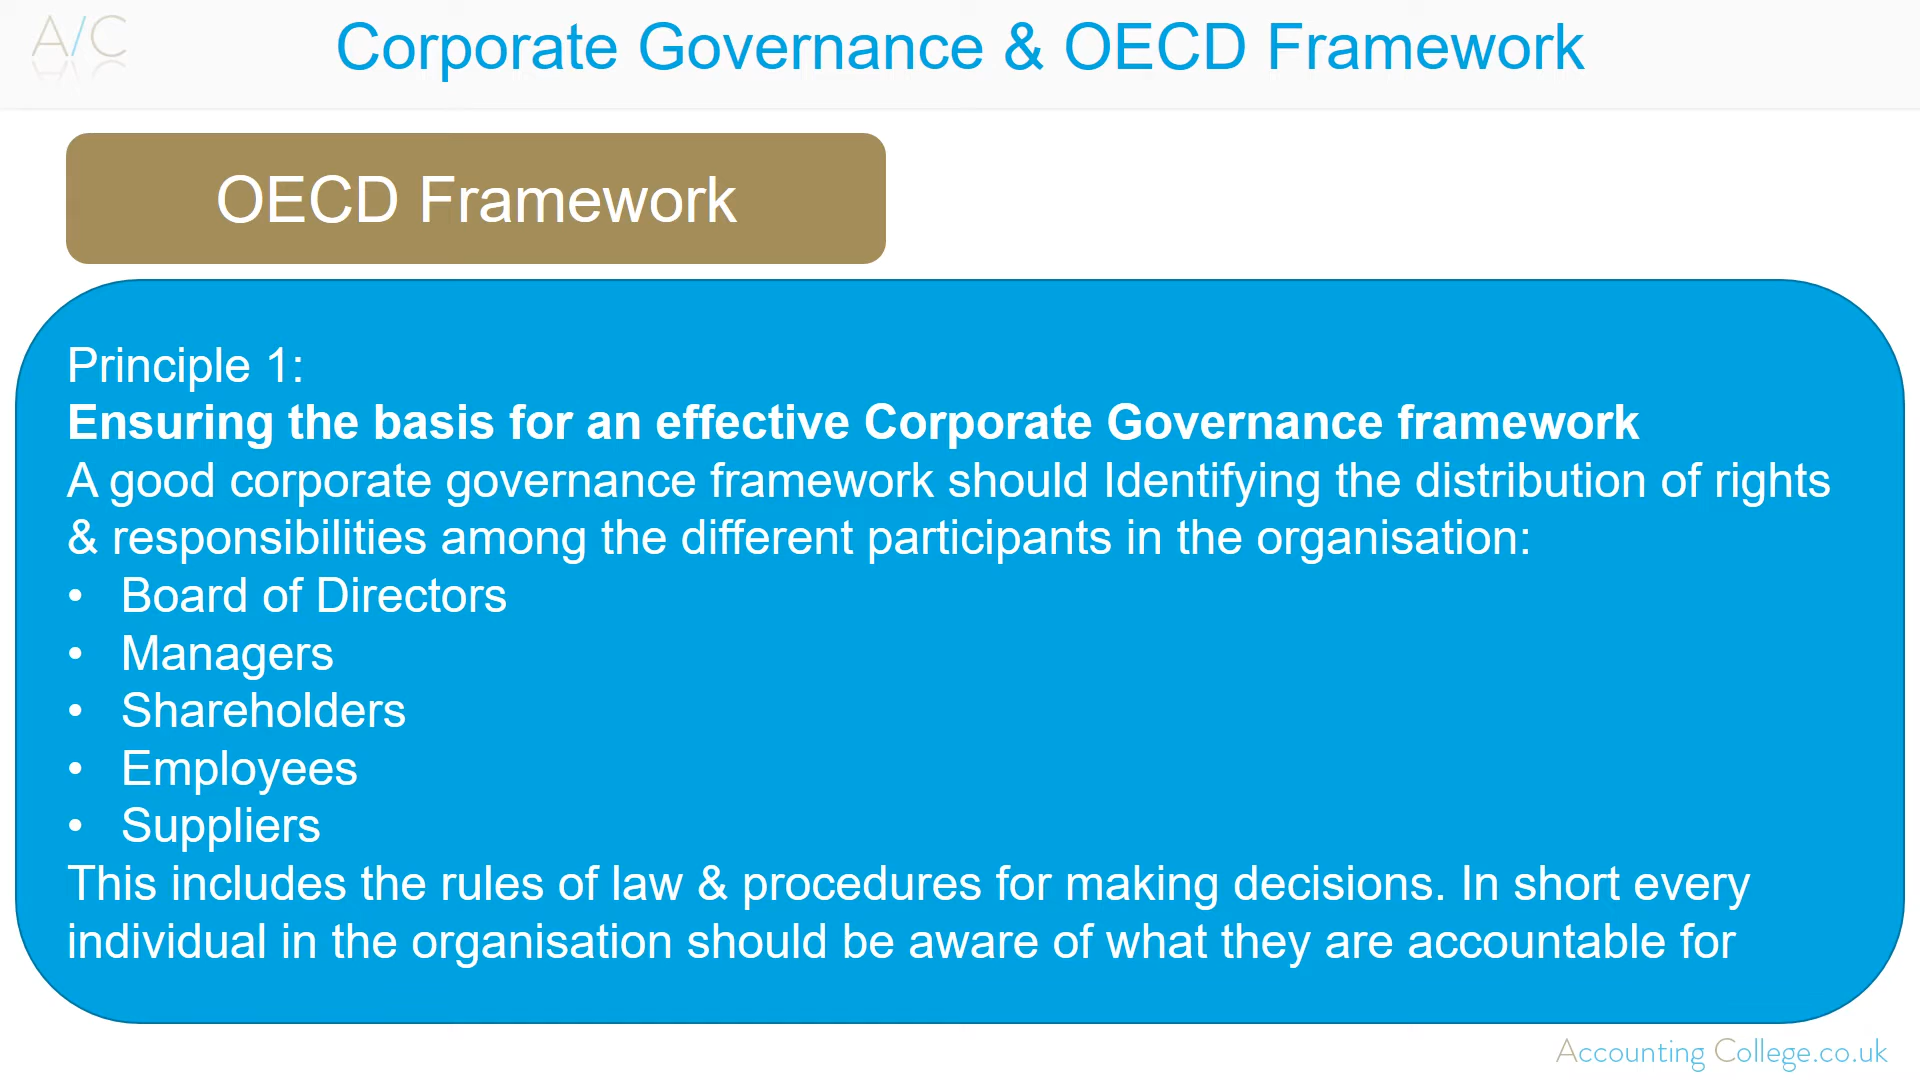 A/C
Corporate Governance & OECD Framework
OECD Framework
Principle 1:
Ensuring the basis for an effective Corporate Governance framework
A good corporate governance framework should Identifying the distribution of rights
& responsibilities among the different participants in the organisation:
• Board of Directors
• Managers
• Shareholders
• Employees
• Suppliers
This includes the rules of law & procedures for making decisions. In short every
individual in the organisation should be aware of what they are accountable for
Accounting College.co.uk